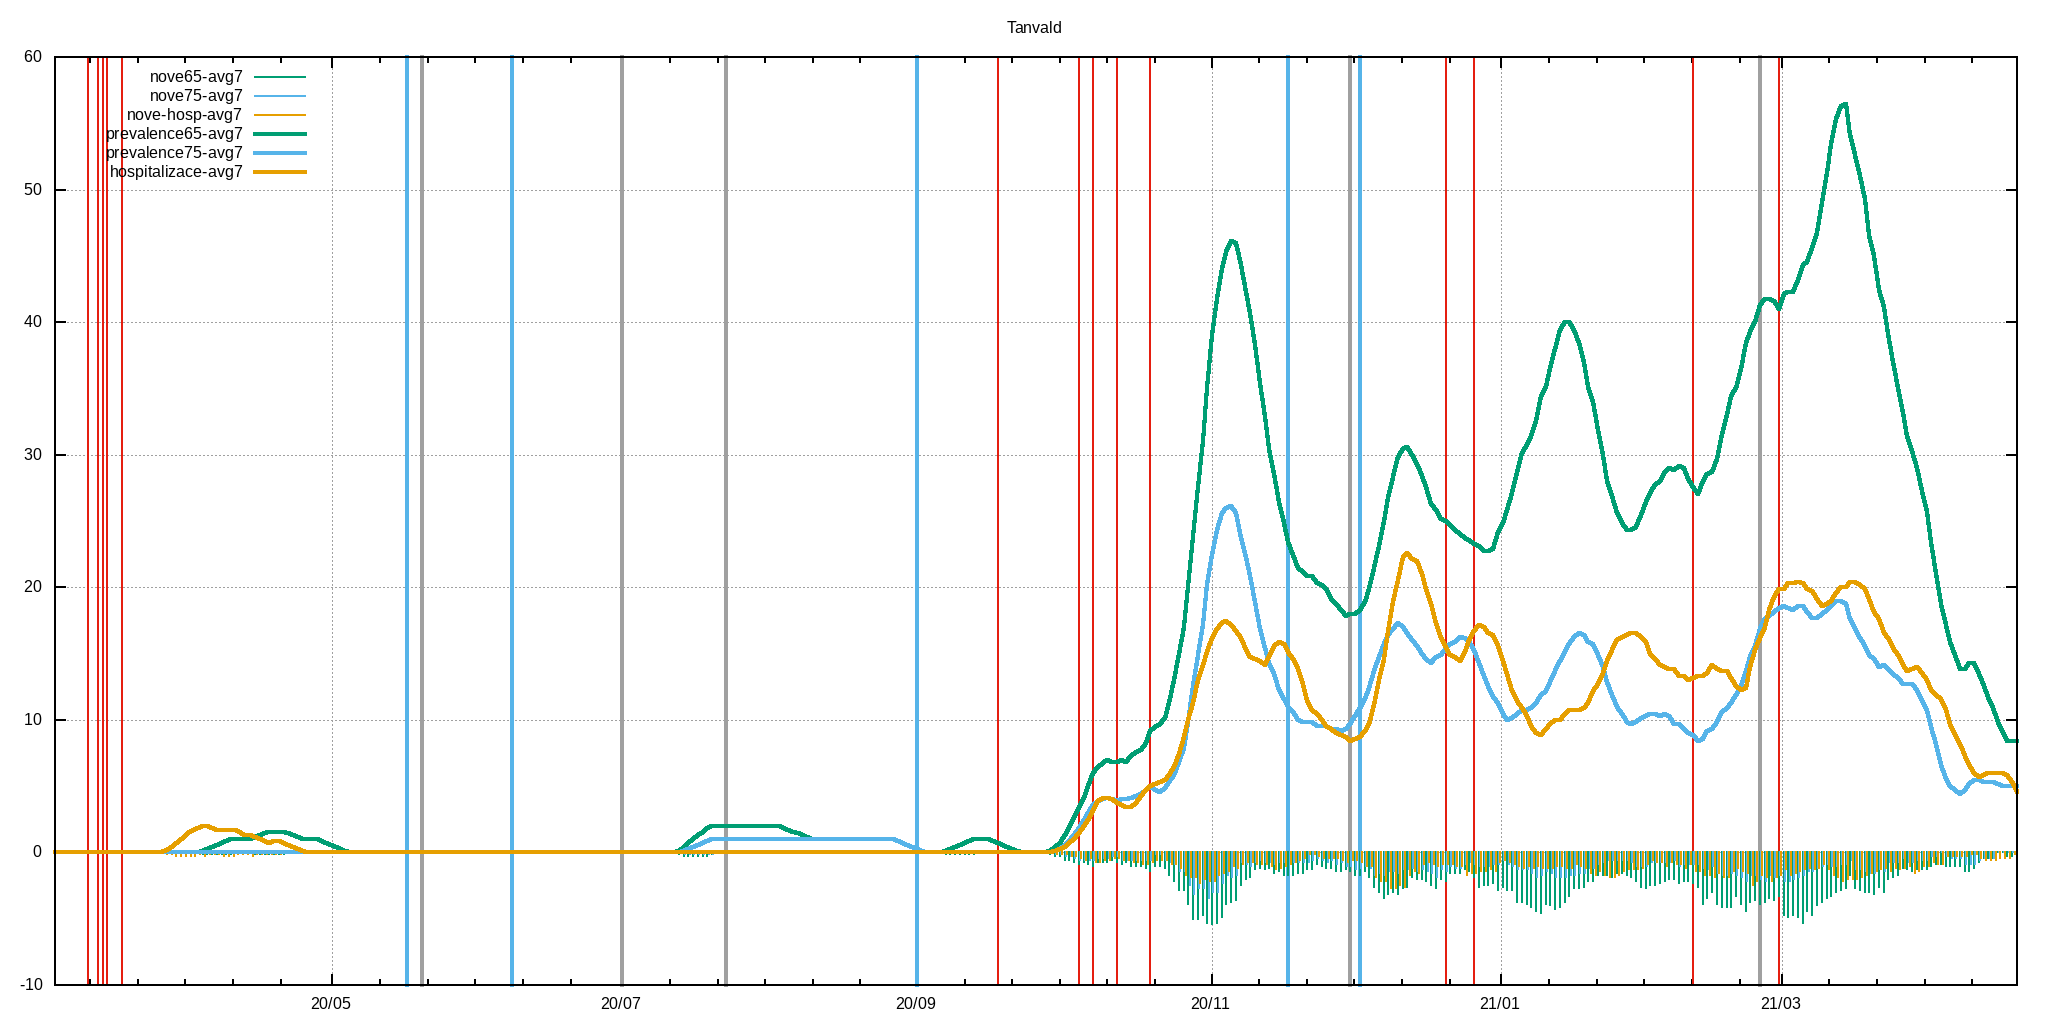 Tanvald
60
50
40
30
20
10
0
-10
nove65-avg7
nove75-avg7
nove-hosp-avg7
prevalence65-avg7
prevalence75-avg7
hospitalizace-avg7
20/05 20/07 20/09 20/11 21/01 21/03